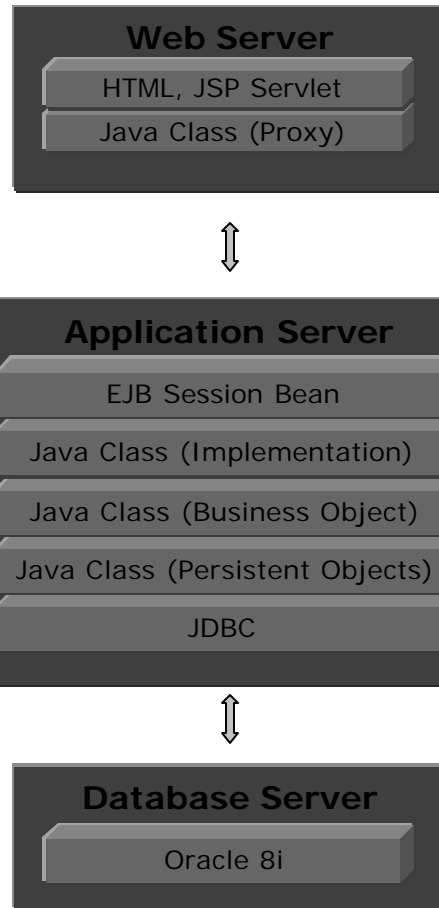 Web Server
HTML, JSP Servlet
Java Class (Proxy)
Application Server
EJB Session Bean
Java Class (Implementation)
Java Class (Business Object)
Java Class (Persistent Objects)
JDBC
Database Server
Oracle 8i